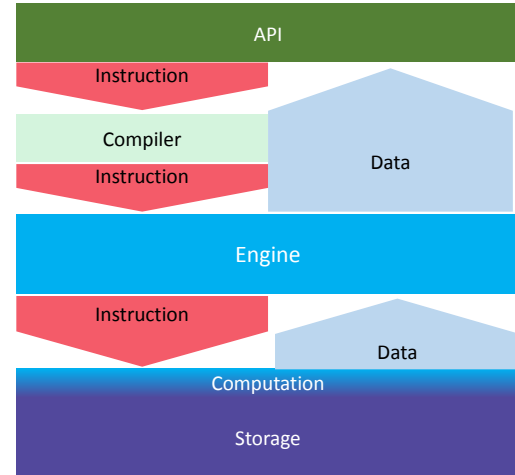 API
Instruction
Compiler
Instruction
Data
Engine
Instruction
Data
Computation
Storage